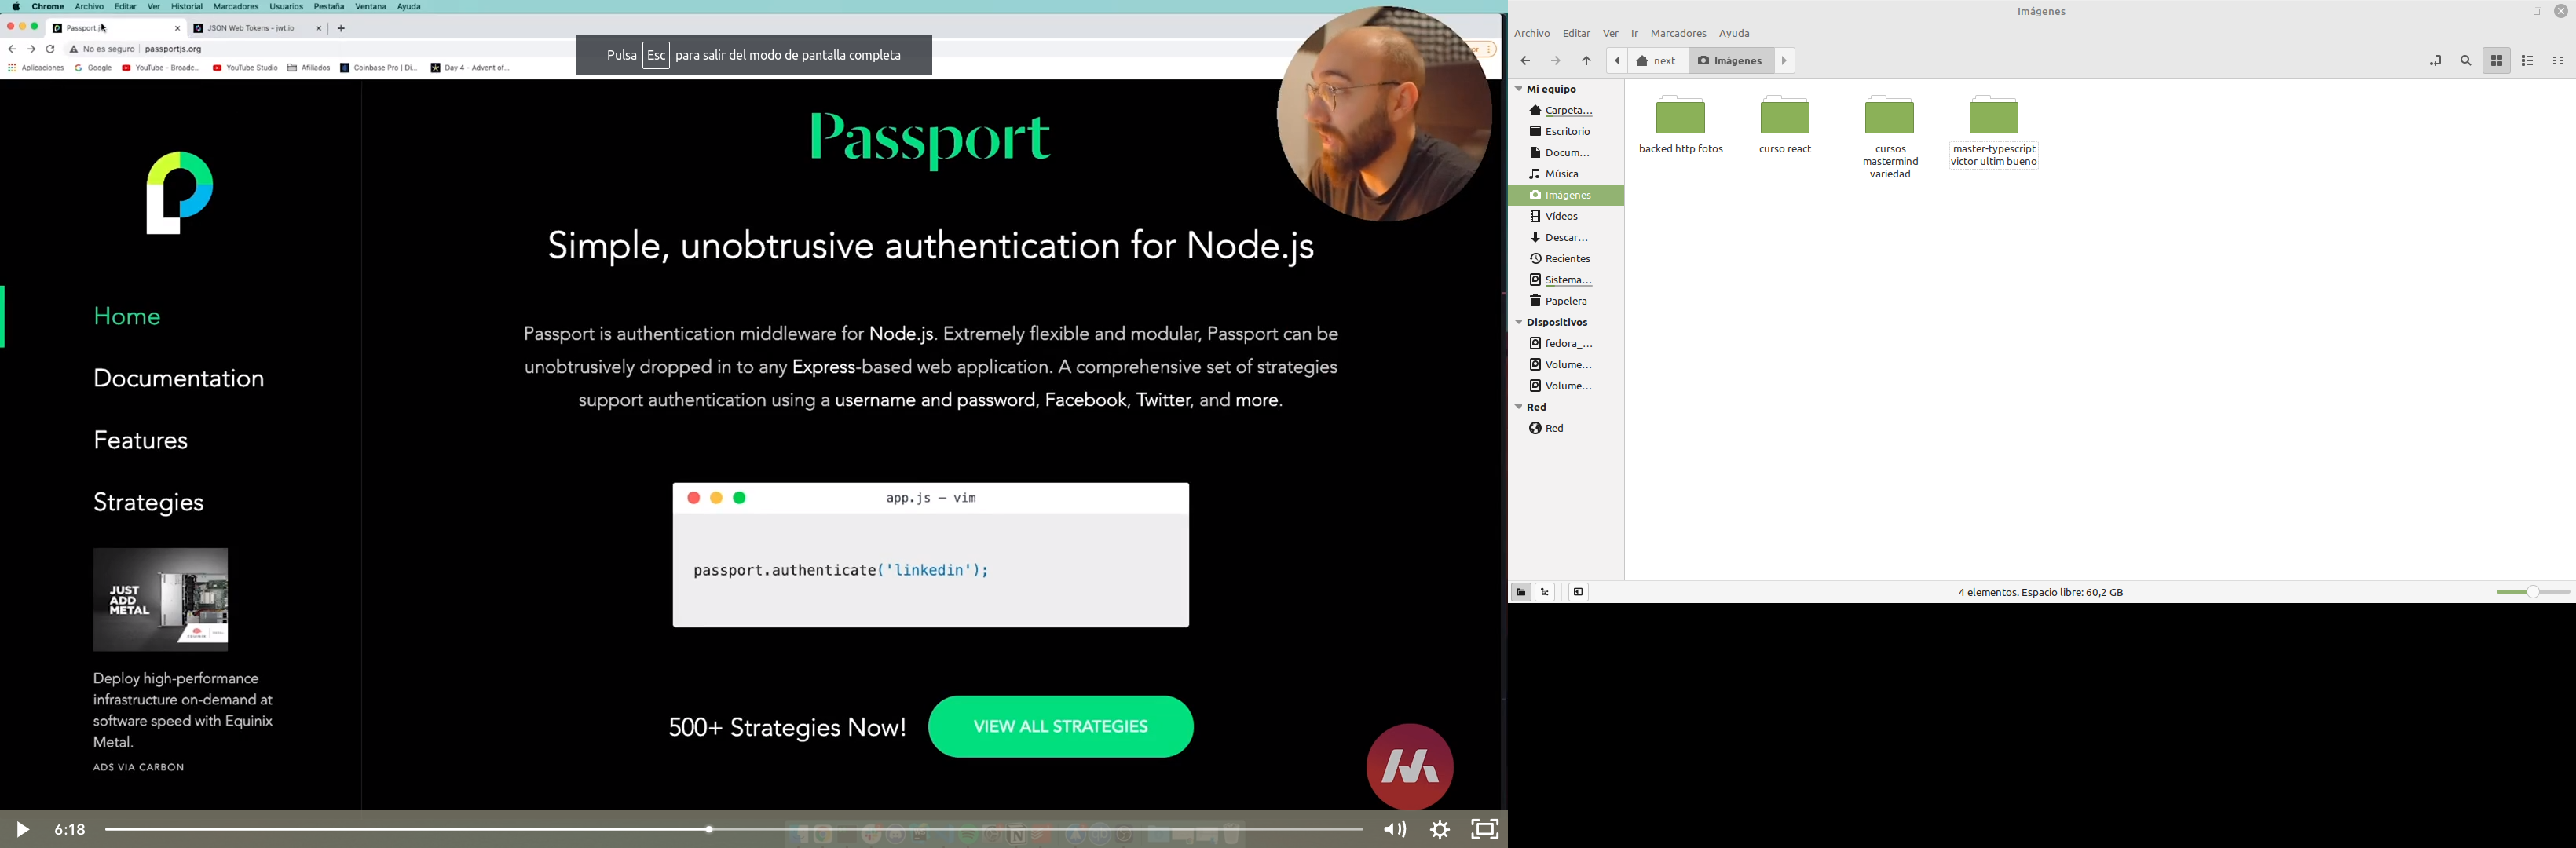 Chrome Archivo Editar Ver Historial Marcadores Usuarios Pestaña Ventana Ayuda
Passport.js
JSON Web Tokens - jwt.io
No es seguro passportjs.org
Aplicaciones Google YouTube - Broadc... YouTube Studio Afiliados Coinbase Pro | Di... Day 4 - Advent of...
Pulsa Esc para salir del modo de pantalla completa
Passport
Simple, unobtrusive authentication for Node.js
Home
Documentation
Features
Strategies
Passport is authentication middleware for Node.js. Extremely flexible and modular, Passport can be
unobtrusively dropped in to any Express-based web application. A comprehensive set of strategies
support authentication using a username and password, Facebook, Twitter, and more.
app.js — vim
passport.authenticate('linkedin');
500+ Strategies Now!
VIEW ALL STRATEGIES
JUST
ADD
METAL
Deploy high-performance
infrastructure on-demand at
software speed with Equinix
Metal.
ADS VIA CARBON
6:18
Imágenes
Archivo Editar Ver Ir Marcadores Ayuda
next Imágenes
Mi equipo
Carpeta...
Escritorio
Docum...
Música
Imágenes
Vídeos
Descar...
Recientes
Sistema...
Papelera
Dispositivos
fedora_...
Volume...
Volume...
Red
Red
backed http fotos
curso react
cursos
mastermind
variedad
master-typescript
victor ultim bueno
4 elementos. Espacio libre: 60,2 GB